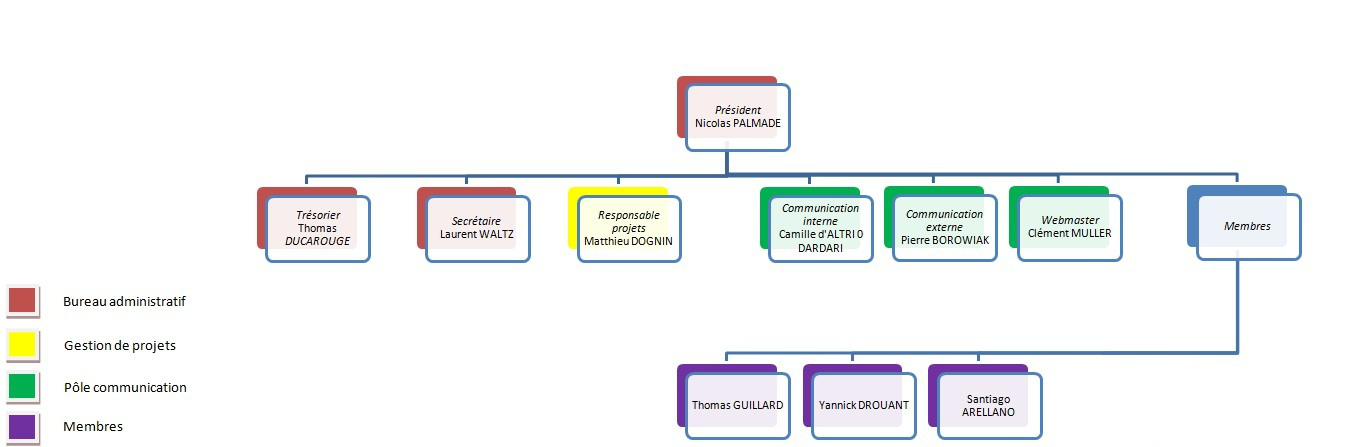 Président
Nicolas PALMADE
Trésorier
Thomas
DUCAROUGE
Secrétaire
Laurent WALTZ
Responsable
projets
Matthieu DOGNIN
Communication
interne
Camille d'ALTRI 0
DARDARI
Communication
externe
Pierre BOROWIAK
Webmaster
Clément MULLER
Membres
Thomas GUILLARD
Yannick DROUANT
Santiago
ARELLANO
Bureau administratif
Gestion de projets
Pôle communication
Membres